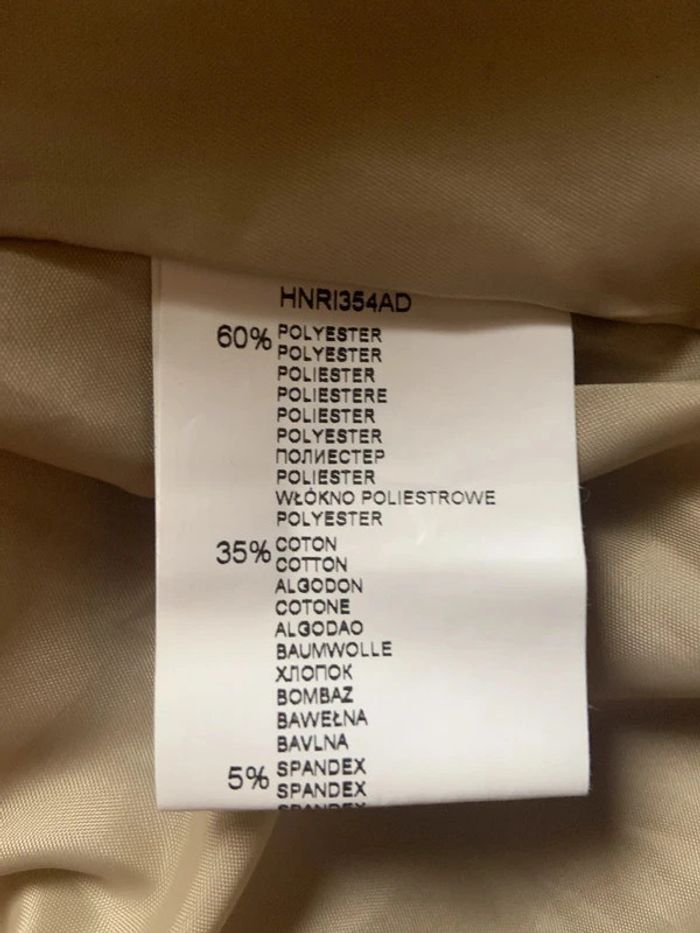 HNRI354AD
60% POLYESTER
POLYESTER
POLIESTER
POLIESTERE
POLIESTER
POLYESTER
ПОЛИЕСТЕР
POLIESTER
WŁÓKNO POLIESTROWE
POLYESTER
35% COTON
COTTON
ALGODON
COTONE
ALGODAO
BAUMWOLLE
ХЛОПОК
BOMBAZ
BAWEŁNA
BAVLNA
5% SPANDEX
SPANDEX
SPANDEX